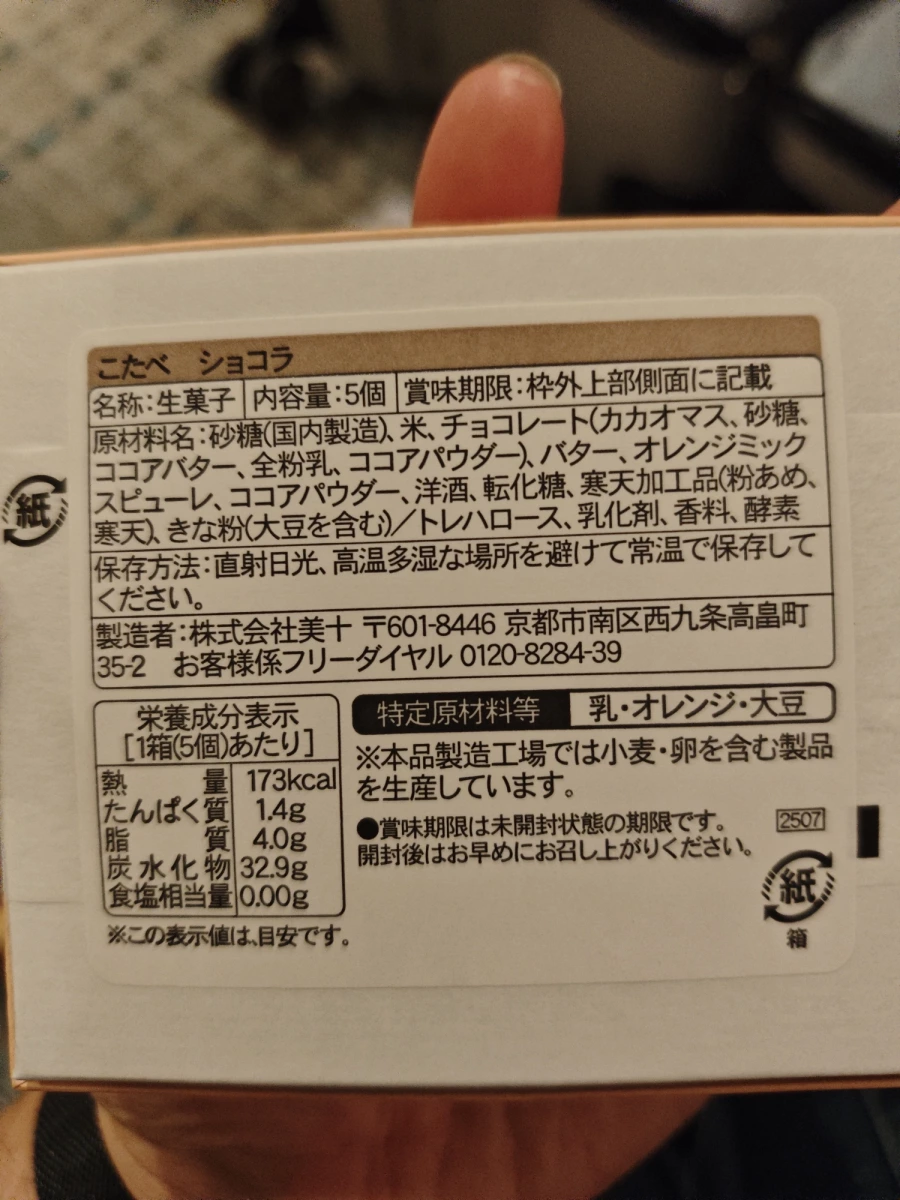 こたべ ショコラ
名称:生菓子 内容量:5個 賞味期限:枠外上部側面に記載
原材料名:砂糖(国内製造)、米、チョコレート(カカオマス、砂糖、
ココアバター、全粉乳、ココアパウダー)、バター、オレンジミック
スピューレ、ココアパウダー、洋酒、転化糖、寒天加工品(粉あめ、
寒天)、きな粉(大豆を含む)/トレハロース、乳化剤、香料、酵素
保存方法:直射日光、高温多湿な場所を避けて常温で保存して
ください。
製造者:株式会社美十 〒601-8446 京都市南区西九条高畠町
35-2 お客様係フリーダイヤル 0120-8284-39
栄養成分表示
[1箱(5個)あたり]
熱量 173kcal
たんぱく質 1.4g
脂質 4.0g
炭水化物 32.9g
食塩相当量 0.00g
※この表示値は、目安です。
特定原材料等 乳・オレンジ・大豆
※本品製造工場では小麦・卵を含む製品
を生産しています。
●賞味期限は未開封状態の期限です。
開封後はお早めにお召し上がりください。
2507
紙
箱
紙